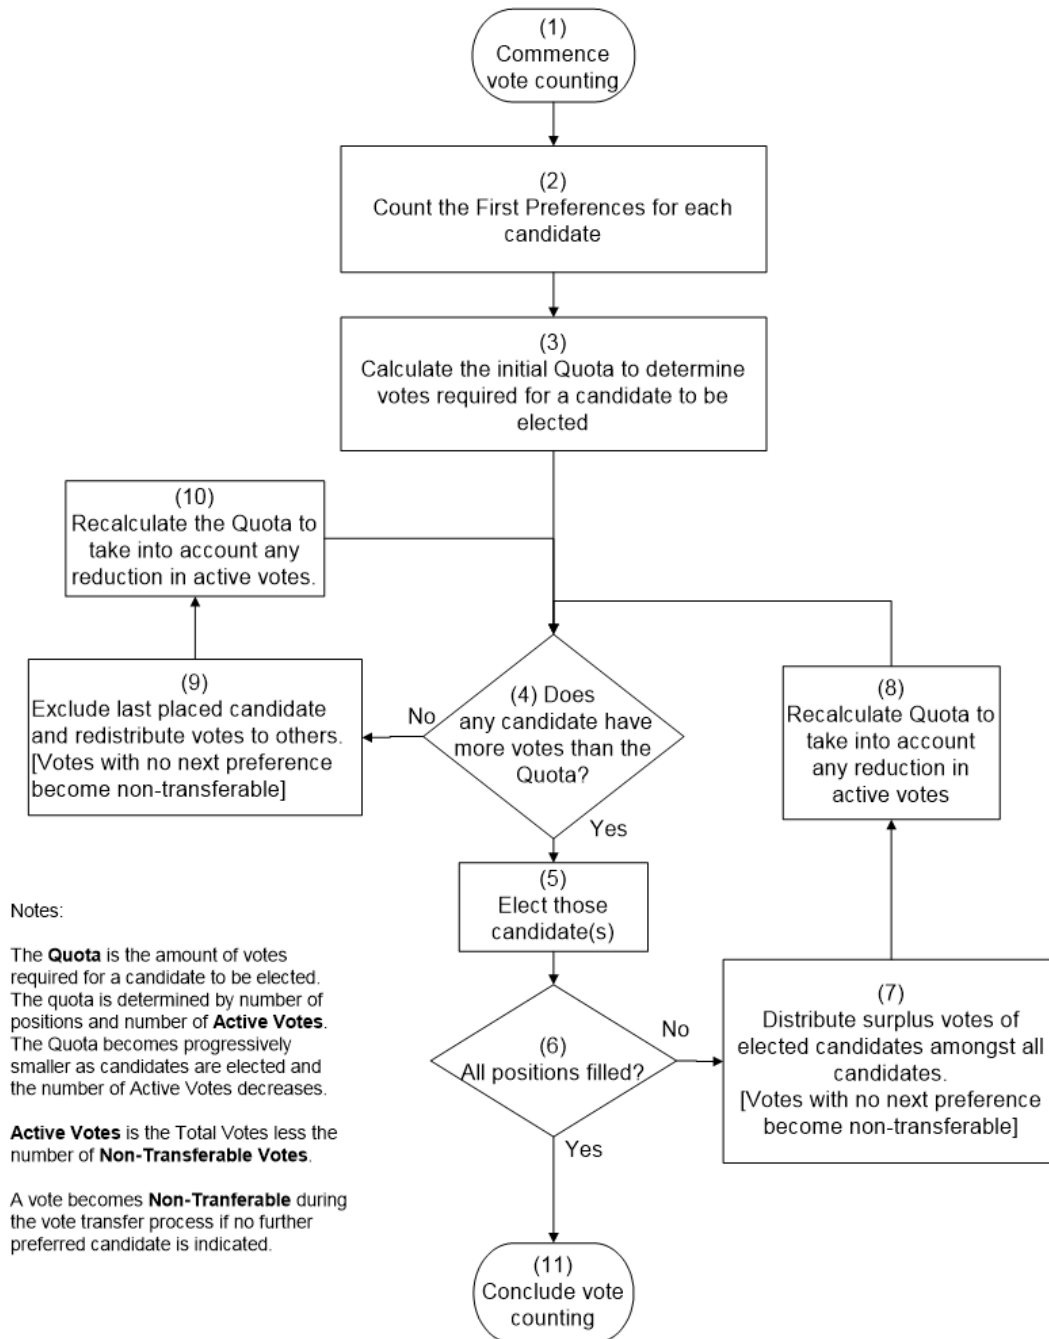 (1)
Commence
vote counting
(2)
Count the First Preferences for each
candidate
(3)
Calculate the initial Quota to determine
votes required for a candidate to be
elected
(10)
Recalculate the Quota to
take into account any
reduction in active votes.
(9)
Exclude last placed candidate
and redistribute votes to others.
[Votes with no next preference
become non-transferable]
No
(4) Does
any candidate have
more votes than the
Quota?
Yes
(8)
Recalculate Quota to
take into account
any reduction in
active votes
(5)
Elect those
candidate(s)
(6)
All positions filled?
No
Yes
(7)
Distribute surplus votes of
elected candidates amongst all
candidates.
[Votes with no next preference
become non-transferable]
(11)
Conclude vote
counting
Notes:
The Quota is the amount of votes
required for a candidate to be elected.
The quota is determined by number of
positions and number of Active Votes.
The Quota becomes progressively
smaller as candidates are elected and
the number of Active Votes decreases.
Active Votes is the Total Votes less the
number of Non-Transferable Votes.
A vote becomes Non-Tranferable during
the vote transfer process if no further
preferred candidate is indicated.